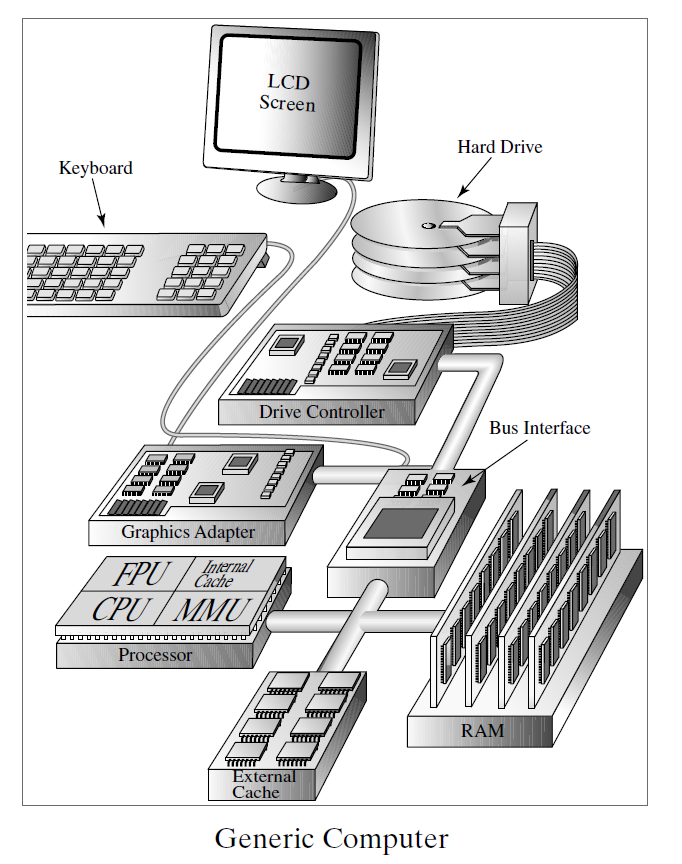 LCD
Screen
Hard Drive
Keyboard
Drive Controller
Bus Interface
Graphics Adapter
FPU
Internal
Cache
CPU
MMU
Processor
RAM
External
Cache
Generic Computer